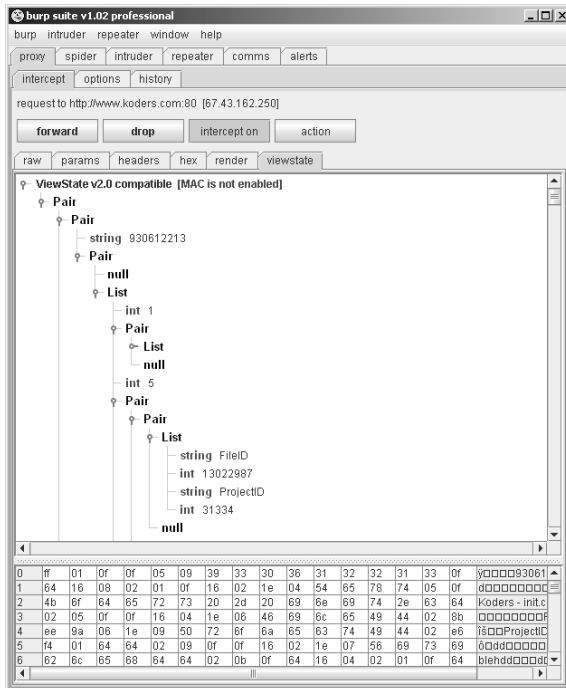 burp suite v1.02 professional
burp intruder repeater window help
proxy spider intruder repeater comms alerts
intercept options history
request to http://www.koders.com:80 [67.43.162.250]
forward drop intercept on action
raw params headers hex render viewstate
ViewState v2.0 compatible [MAC is not enabled]
Pair
Pair
string 930612213
Pair
null
List
int 1
Pair
List
null
int 5
Pair
Pair
List
string FileID
int 13022987
string ProjectID
int 31334
null
0 ff 01 0f 0f 05 09 39 33 30 36 31 32 32 31 33 0f ÿ□□□□93061
1 64 16 08 02 01 0f 16 02 1e 04 54 65 78 74 05 0f d□□□□□□□□
2 4b 6f 64 65 72 73 20 2d 20 69 6e 69 74 2e 63 64 Koders - init.c
3 02 05 0f 0f 16 04 1e 06 46 69 6c 65 49 44 02 8b □□□□□□□□F
4 ee 9a 06 1e 09 50 72 6f 6a 65 63 74 49 44 02 e6 îš□□ProjectID
5 f4 01 64 64 02 09 0f 0f 16 02 1e 07 56 69 73 69 ô□dd□□□□□
6 62 6c 65 68 64 64 02 0b 0f 64 16 04 02 01 0f 64 blehdd□□□d□